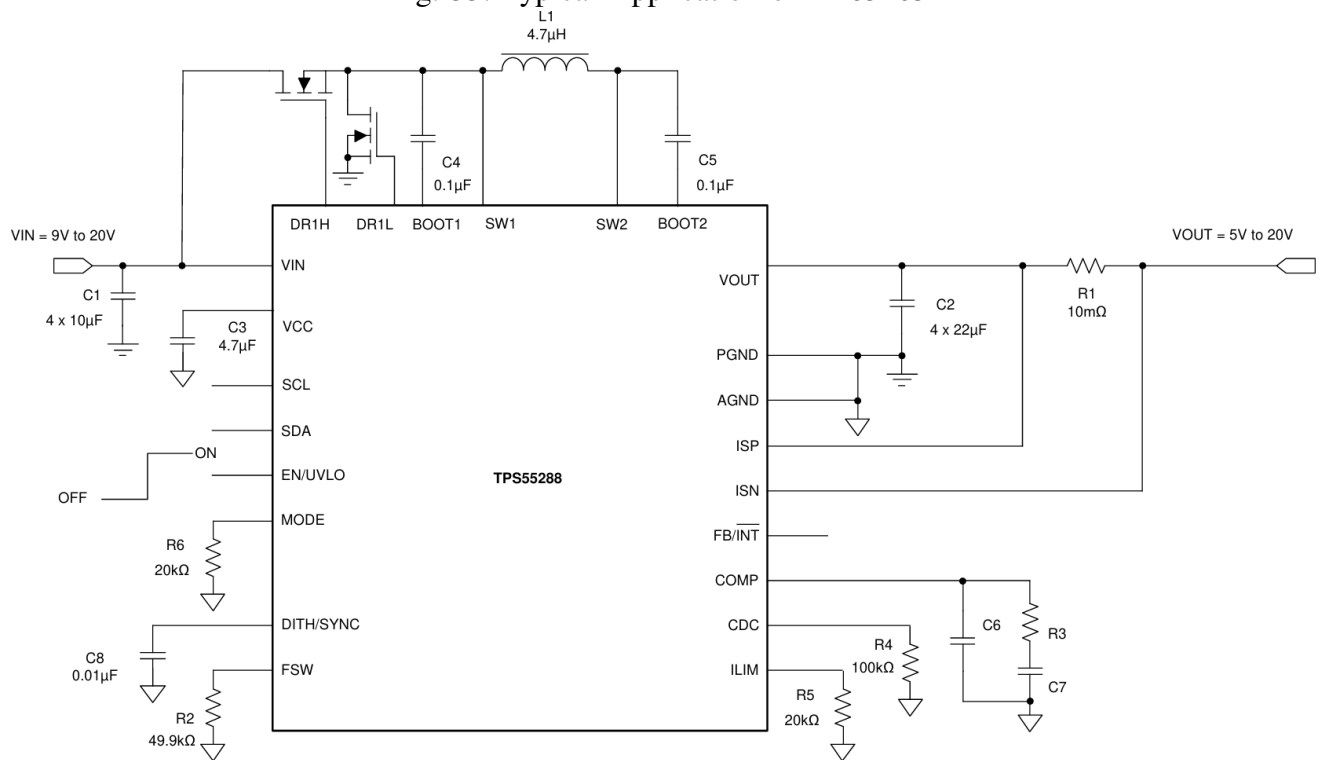 L1
4.7µH
C4
0.1µF
C5
0.1µF
DR1H DR1L BOOT1 SW1 SW2 BOOT2
VIN = 9V to 20V
VOUT = 5V to 20V
VIN
VOUT
C1
4 x 10µF
C3
4.7µF
VCC
C2
4 x 22µF
R1
10mΩ
PGND
SCL
AGND
SDA
ISP
ON
OFF
EN/UVLO
TPS55288
ISN
MODE
FB/INT
R6
20kΩ
COMP
C6
R3
C7
DITH/SYNC
CDC
C8
0.01µF
R4
100kΩ
FSW
ILIM
R2
49.9kΩ
R5
20kΩ